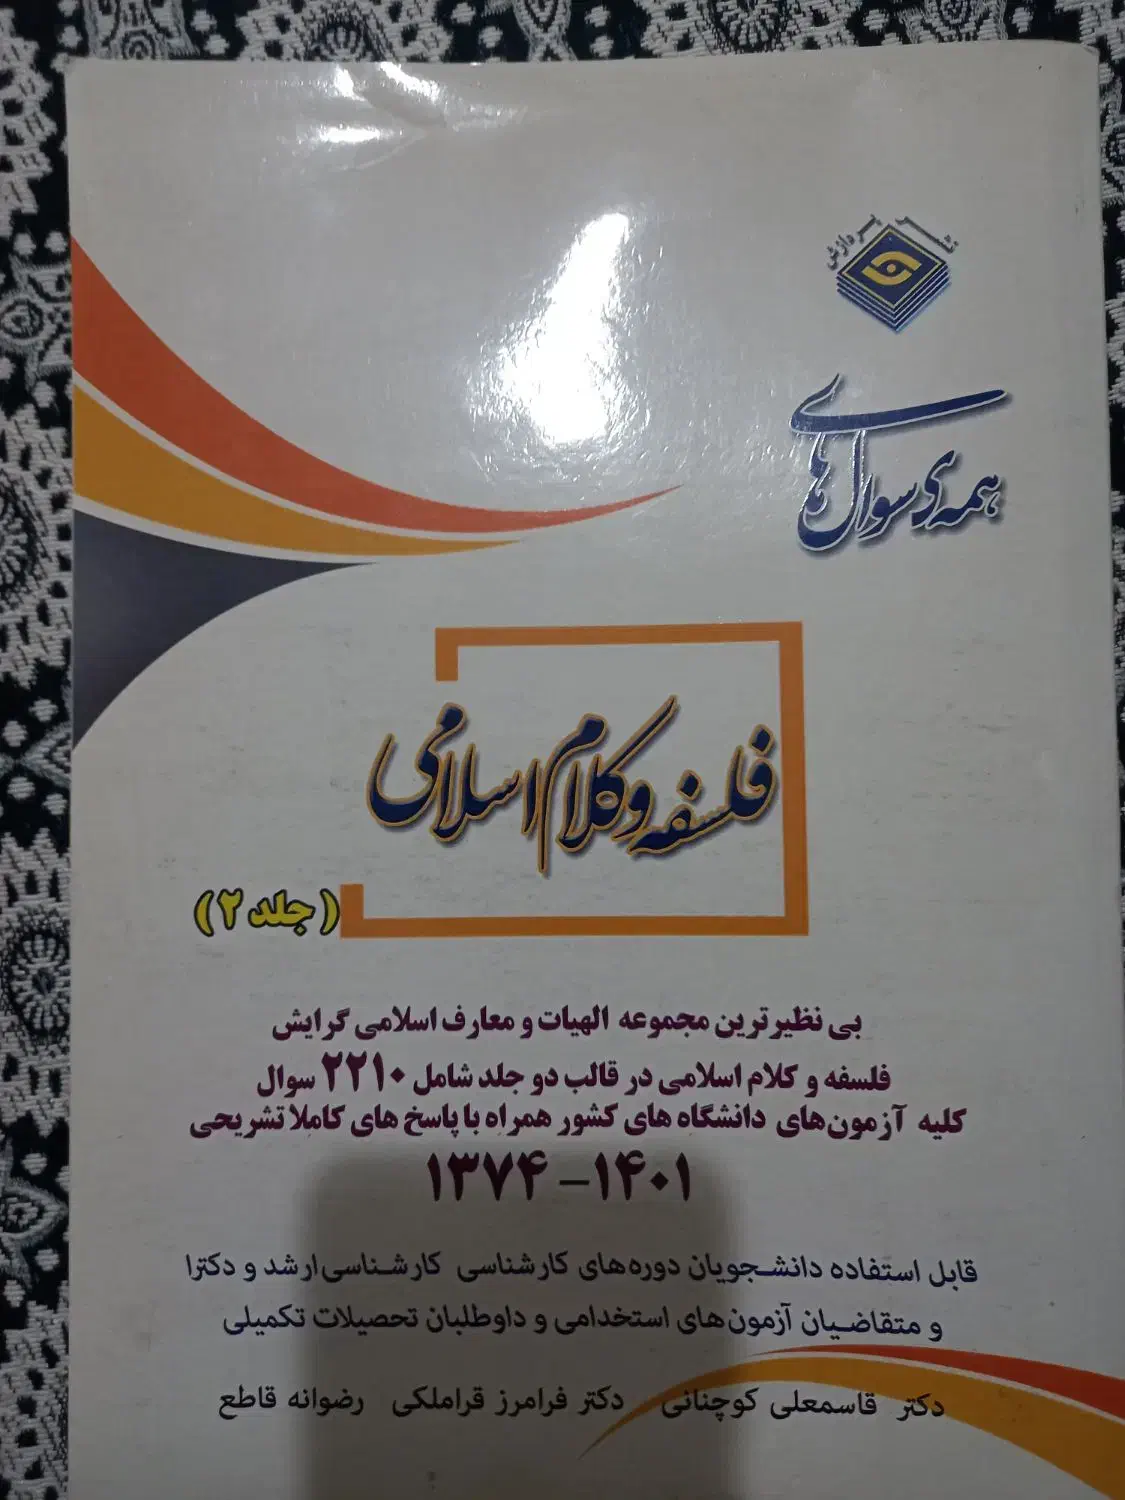 نشر پردازش
همه ی سوال های
فلسفه و کلام اسلامی
(جلد ۲)
بی نظیرترین مجموعه الهیات و معارف اسلامی گرایش
فلسفه و کلام اسلامی در قالب دو جلد شامل ۲۲۱۰ سوال
کلیه آزمون‌های دانشگاه های کشور همراه با پاسخ های کاملا تشریحی
۱۳۷۴ – ۱۴۰۱
قابل استفاده دانشجویان دوره‌های کارشناسی کارشناسی ارشد و دکترا
و متقاضیان آزمون‌های استخدامی و داوطلبان تحصیلات تکمیلی
دکتر قاسمعلی کوچنانی دکتر فرامرز قراملکی رضوانه قاطع